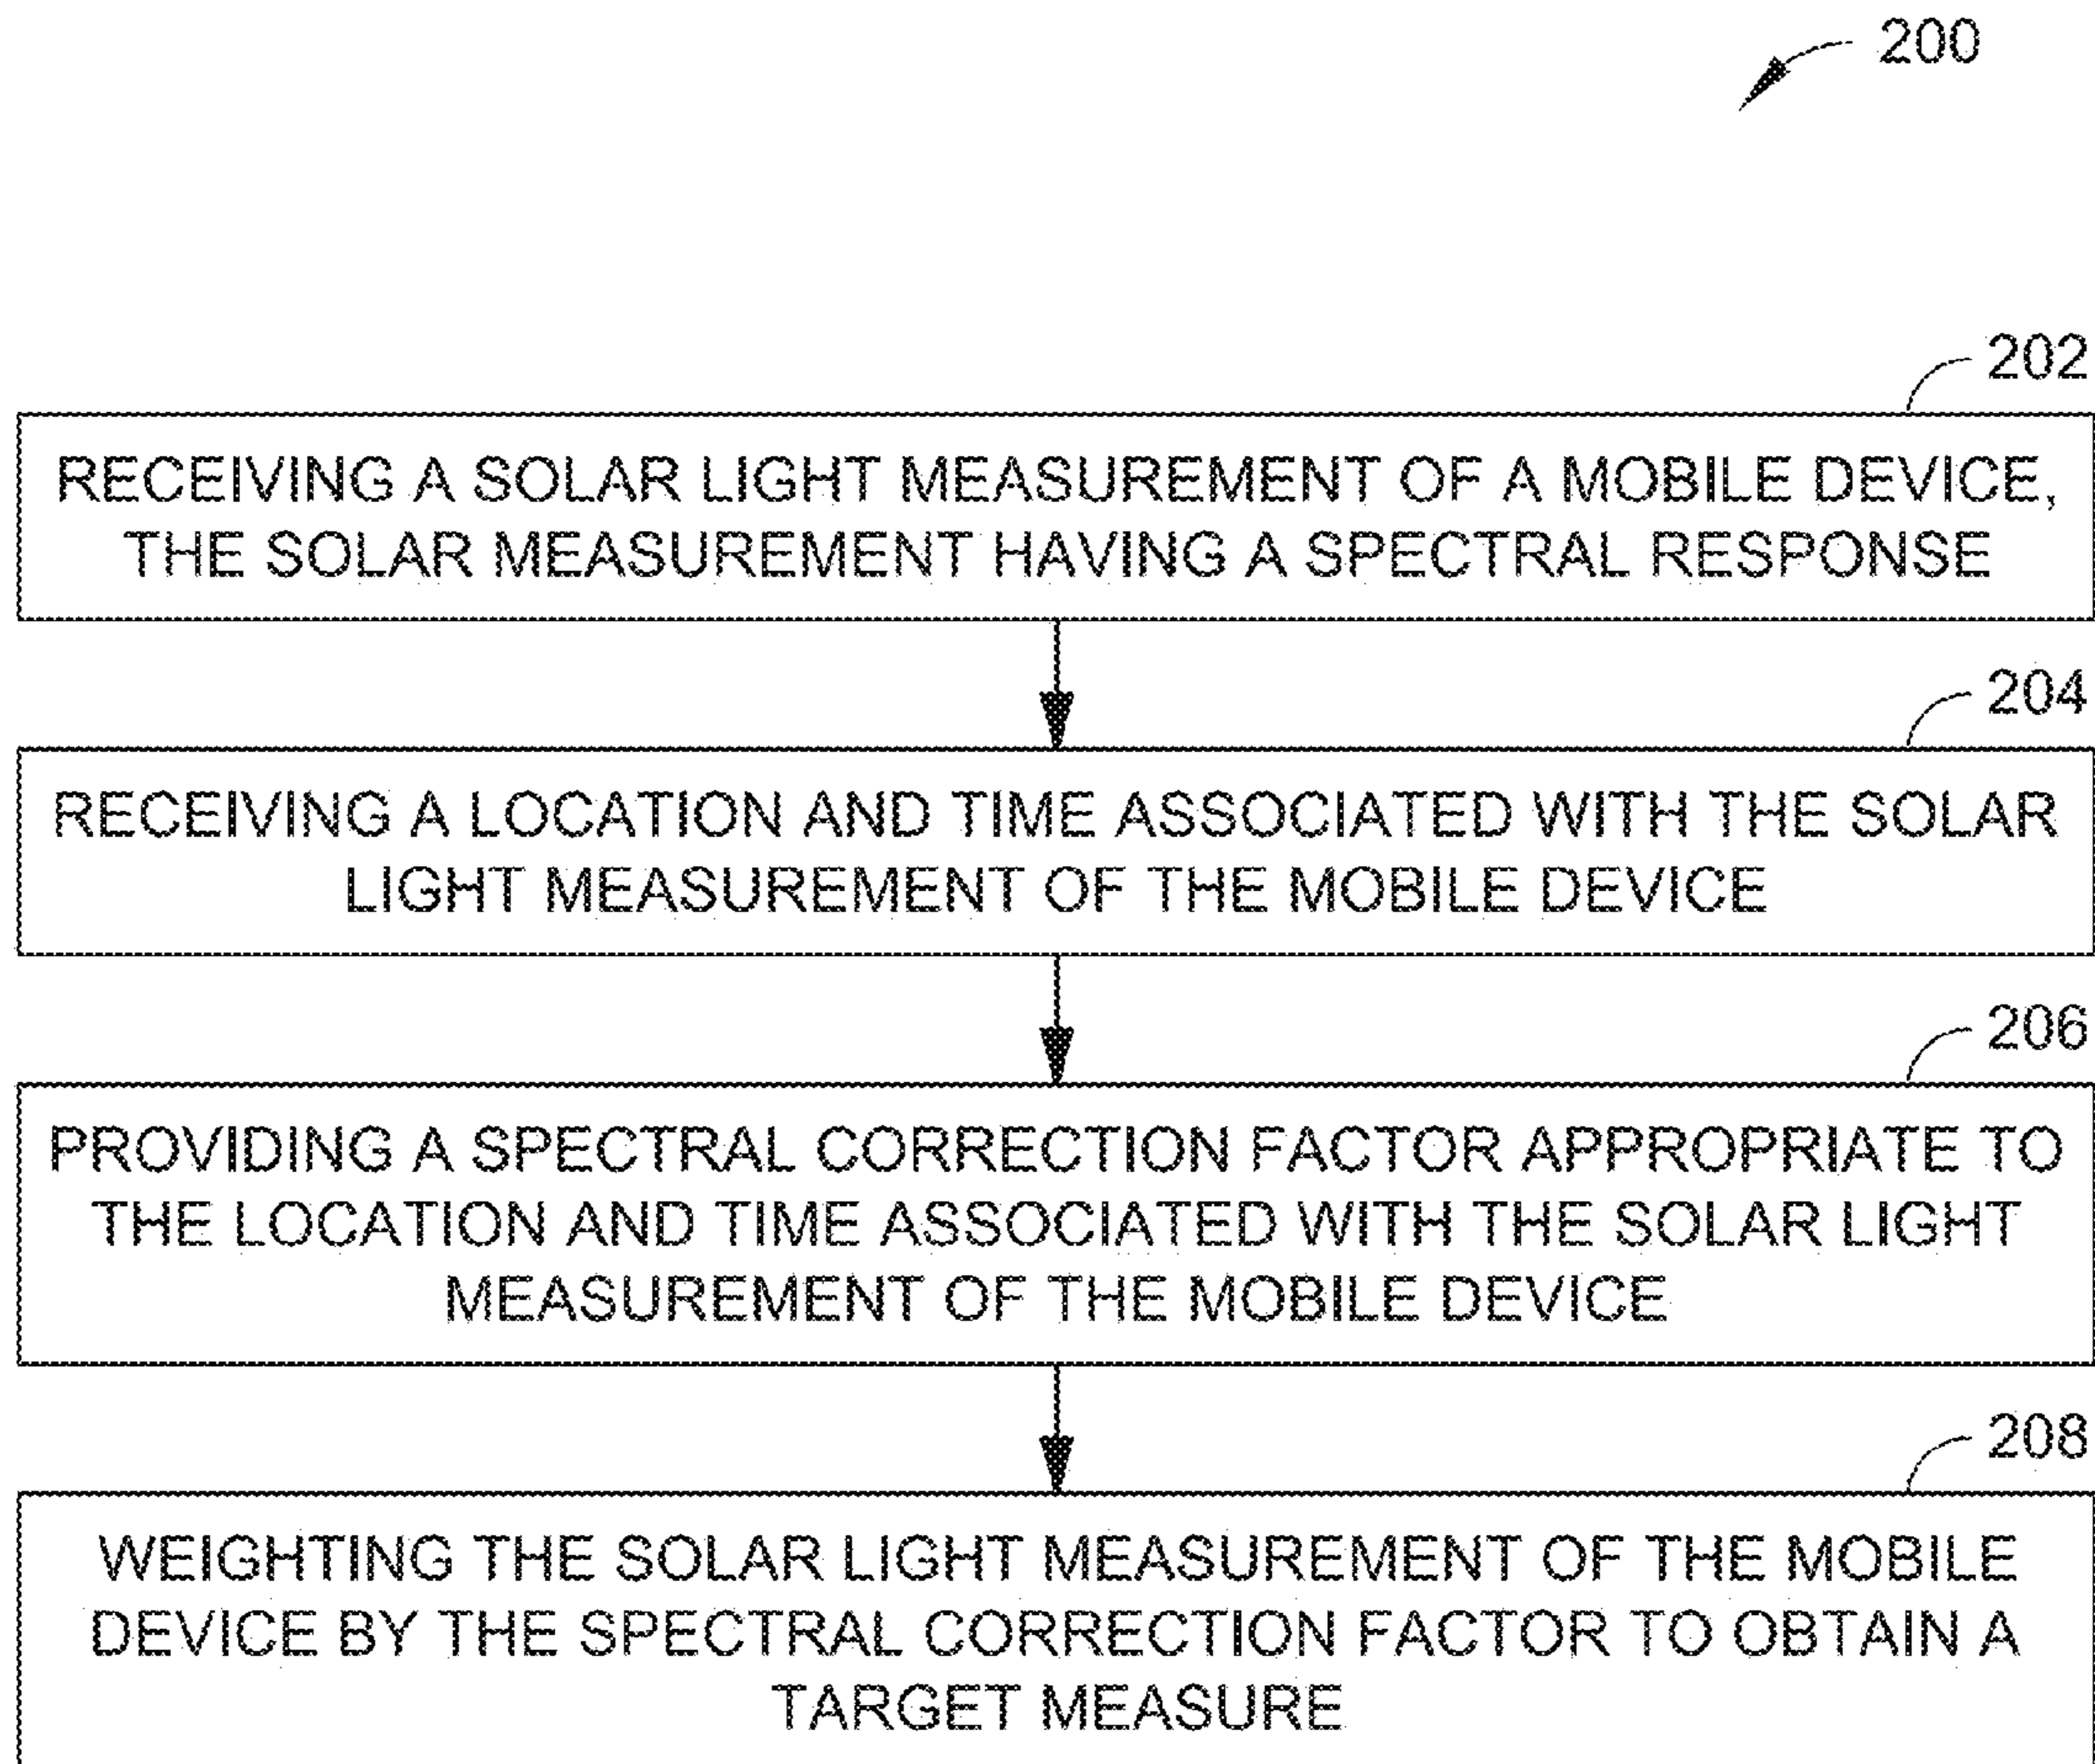 200
202
RECEIVING A SOLAR LIGHT MEASUREMENT OF A MOBILE DEVICE,
THE SOLAR MEASUREMENT HAVING A SPECTRAL RESPONSE
204
RECEIVING A LOCATION AND TIME ASSOCIATED WITH THE SOLAR
LIGHT MEASUREMENT OF THE MOBILE DEVICE
206
PROVIDING A SPECTRAL CORRECTION FACTOR APPROPRIATE TO
THE LOCATION AND TIME ASSOCIATED WITH THE SOLAR LIGHT
MEASUREMENT OF THE MOBILE DEVICE
208
WEIGHTING THE SOLAR LIGHT MEASUREMENT OF THE MOBILE
DEVICE BY THE SPECTRAL CORRECTION FACTOR TO OBTAIN A
TARGET MEASURE